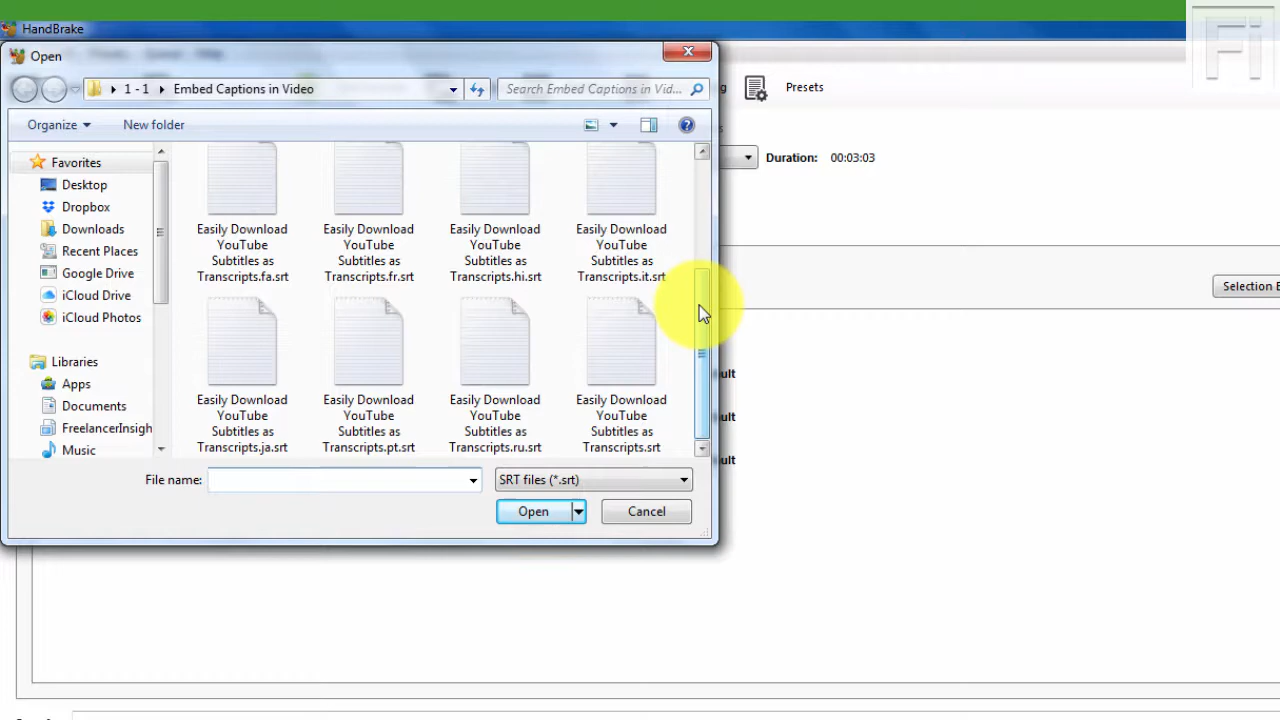 HandBrake
Open
1 - 1 Embed Captions in Video
Search Embed Captions in Vid...
Presets
Organize
New folder
Duration: 00:03:03
Favorites
Desktop
Dropbox
Downloads
Recent Places
Google Drive
iCloud Drive
iCloud Photos
Libraries
Apps
Documents
FreelancerInsigh
Music
Easily Download
YouTube
Subtitles as
Transcripts.fa.srt
Easily Download
YouTube
Subtitles as
Transcripts.fr.srt
Easily Download
YouTube
Subtitles as
Transcripts.hi.srt
Easily Download
YouTube
Subtitles as
Transcripts.it.srt
Easily Download
YouTube
Subtitles as
Transcripts.ja.srt
Easily Download
YouTube
Subtitles as
Transcripts.pt.srt
Easily Download
YouTube
Subtitles as
Transcripts.ru.srt
Easily Download
YouTube
Subtitles as
Transcripts.srt
Selection B
ult
ult
ult
File name:
SRT files (*.srt)
Open
Cancel
Fi